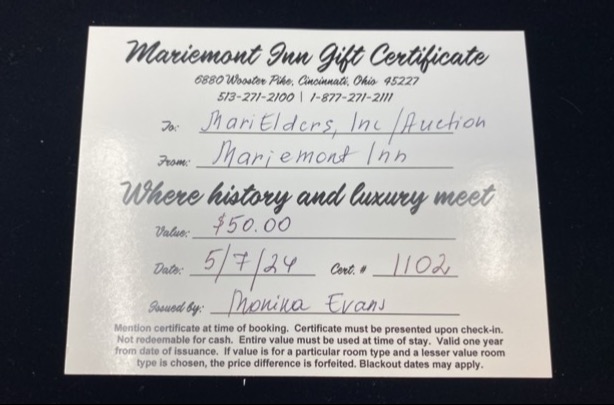 Mariemont Inn Gift Certificate
6880 Wooster Pike, Cincinnati, Ohio 45227
513-271-2100 | 1-877-271-2111
To: MariElders, Inc/Auction
From: Mariemont Inn
Where history and luxury meet
Value: $50.00
Date: 5/7/24 Cert. # 1102
Issued by: Monika Evans
Mention certificate at time of booking. Certificate must be presented upon check-in.
Not redeemable for cash. Entire value must be used at time of stay. Valid one year
from date of issuance. If value is for a particular room type and a lesser value room
type is chosen, the price difference is forfeited. Blackout dates may apply.